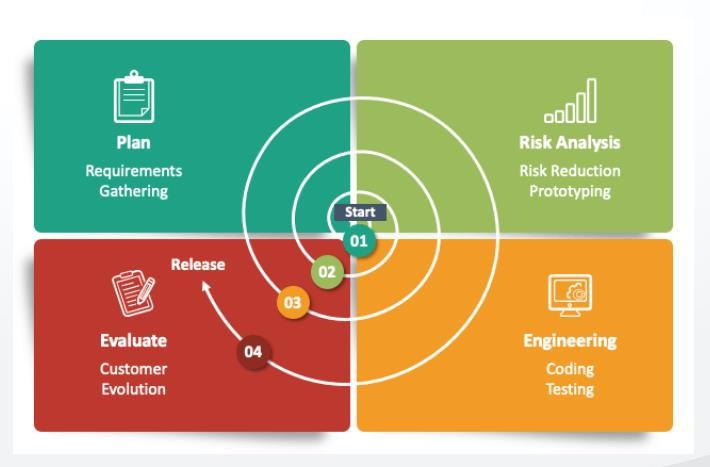 Plan
Requirements
Gathering
Risk Analysis
Risk Reduction
Prototyping
Start
01
02
03
04
Release
Evaluate
Customer
Evolution
Engineering
Coding
Testing